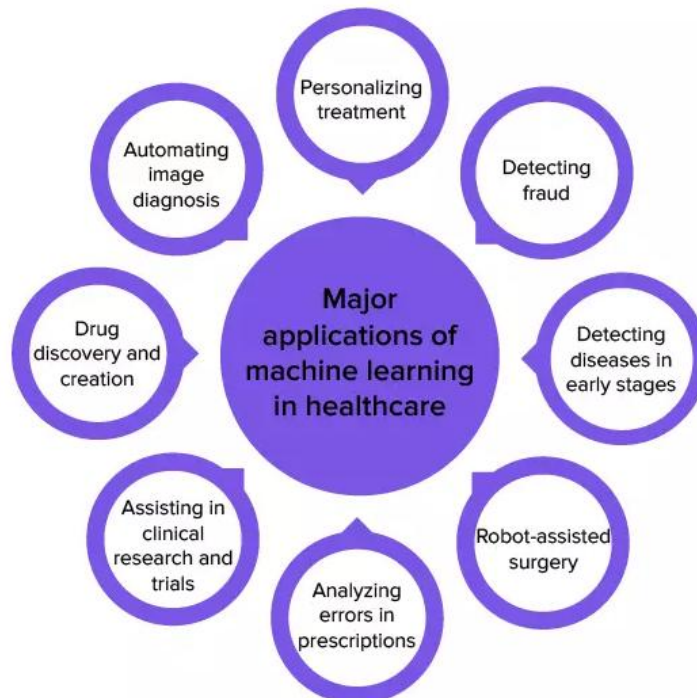 Personalizing
treatment
Detecting
fraud
Detecting
diseases in
early stages
Robot-assisted
surgery
Analyzing
errors in
prescriptions
Assisting in
clinical
research and
trials
Drug
discovery and
creation
Automating
image
diagnosis
Major
applications of
machine learning
in healthcare